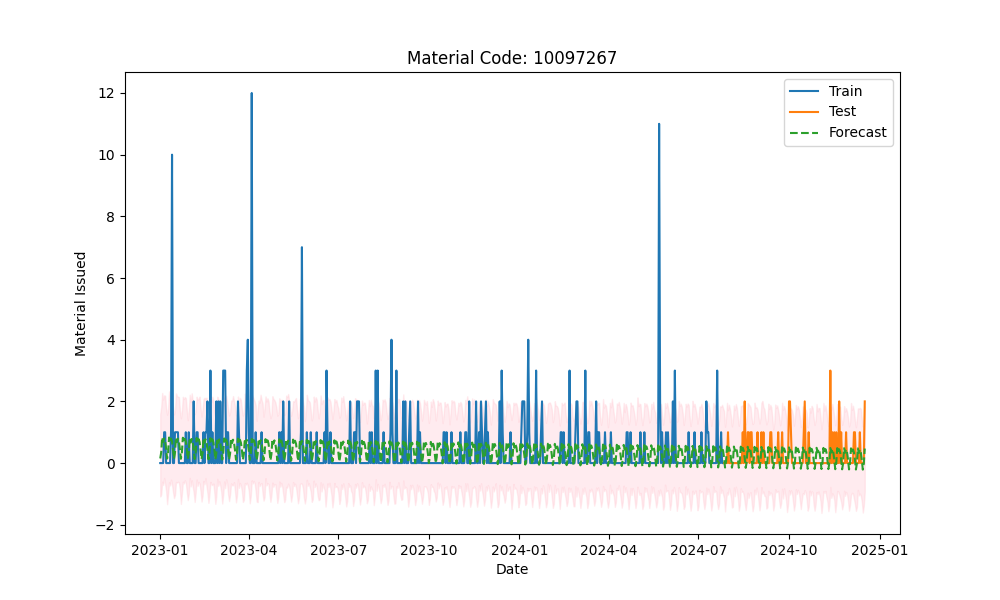 Material Code: 10097267
Train
Test
Forecast
Material Issued
12
10
8
6
4
2
0
−2
2023-01
2023-04
2023-07
2023-10
2024-01
2024-04
2024-07
2024-10
2025-01
Date